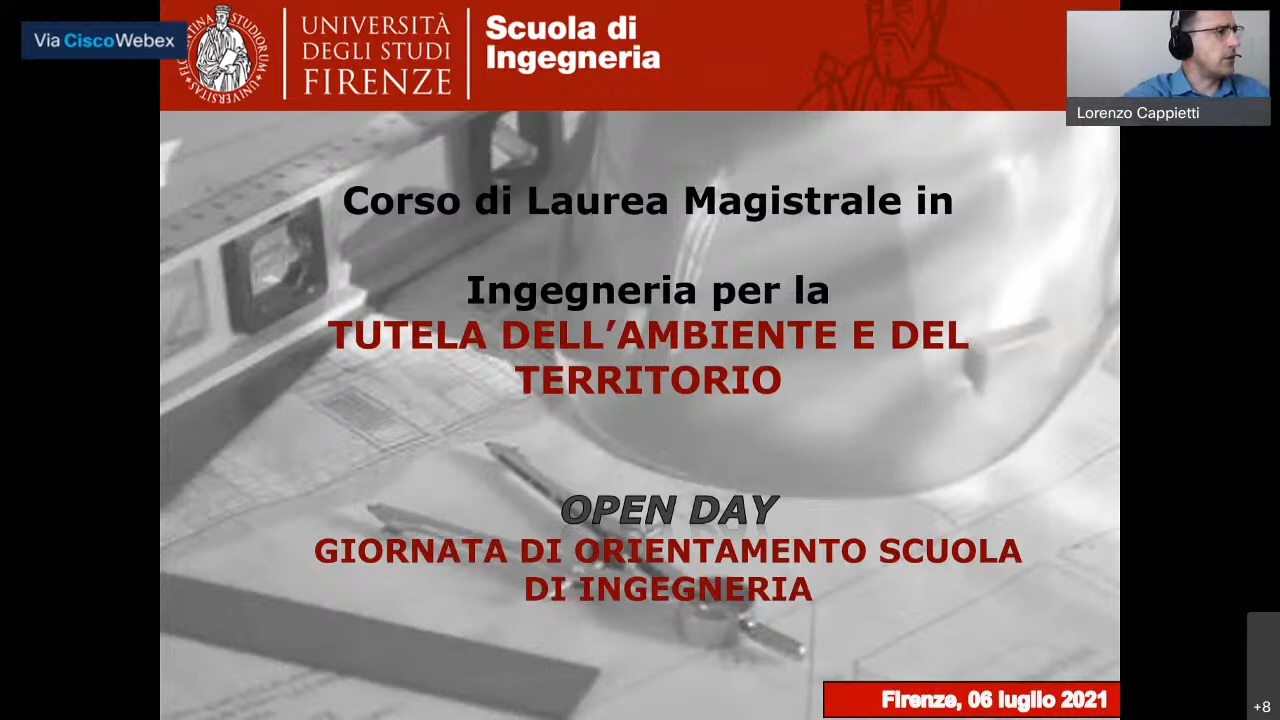 Via Cisco Webex
UNIVERSITÀ
DEGLI STUDI
FIRENZE
Scuola di
Ingegneria
Lorenzo Cappietti
Corso di Laurea Magistrale in
Ingegneria per la
TUTELA DELL’AMBIENTE E DEL
TERRITORIO
OPEN DAY
GIORNATA DI ORIENTAMENTO SCUOLA
DI INGEGNERIA
Firenze, 06 luglio 2021
+8